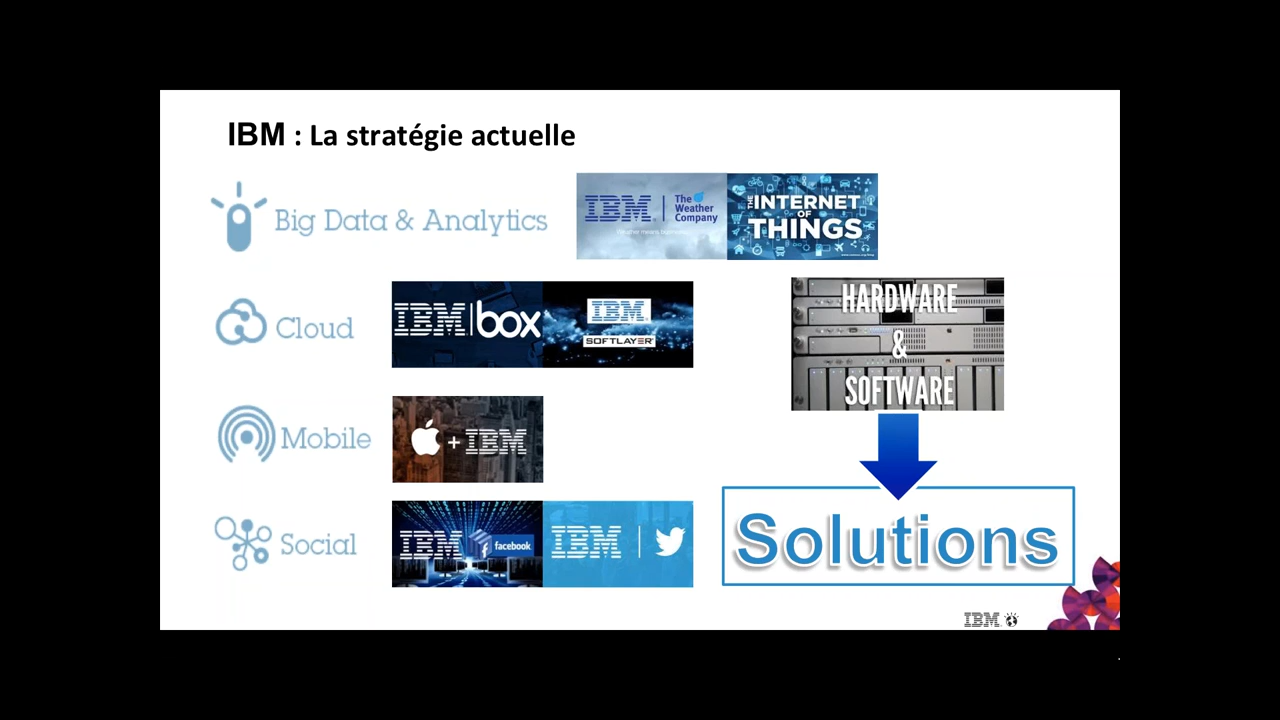 IBM : La stratégie actuelle
Big Data & Analytics
IBM | The Weather Company
THE INTERNET OF THINGS
Cloud
IBM | box
IBM
SOFTLAYER
HARDWARE
&
SOFTWARE
Mobile
+ IBM
Social
IBM facebook
IBM
Solutions
IBM